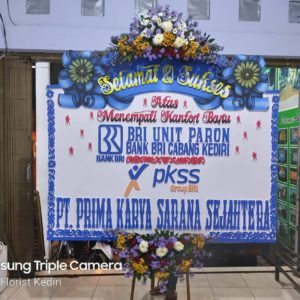 Selamat & Sukses
Atas
Menempati Kantor Baru
BRI UNIT PARON
BANK BRI CABANG KEDIRI
BANK BRI
pkss
Group BRI
PT. PRIMA KARYA SARANA SEJAHTERA
sung Triple Camera
Florist Kediri